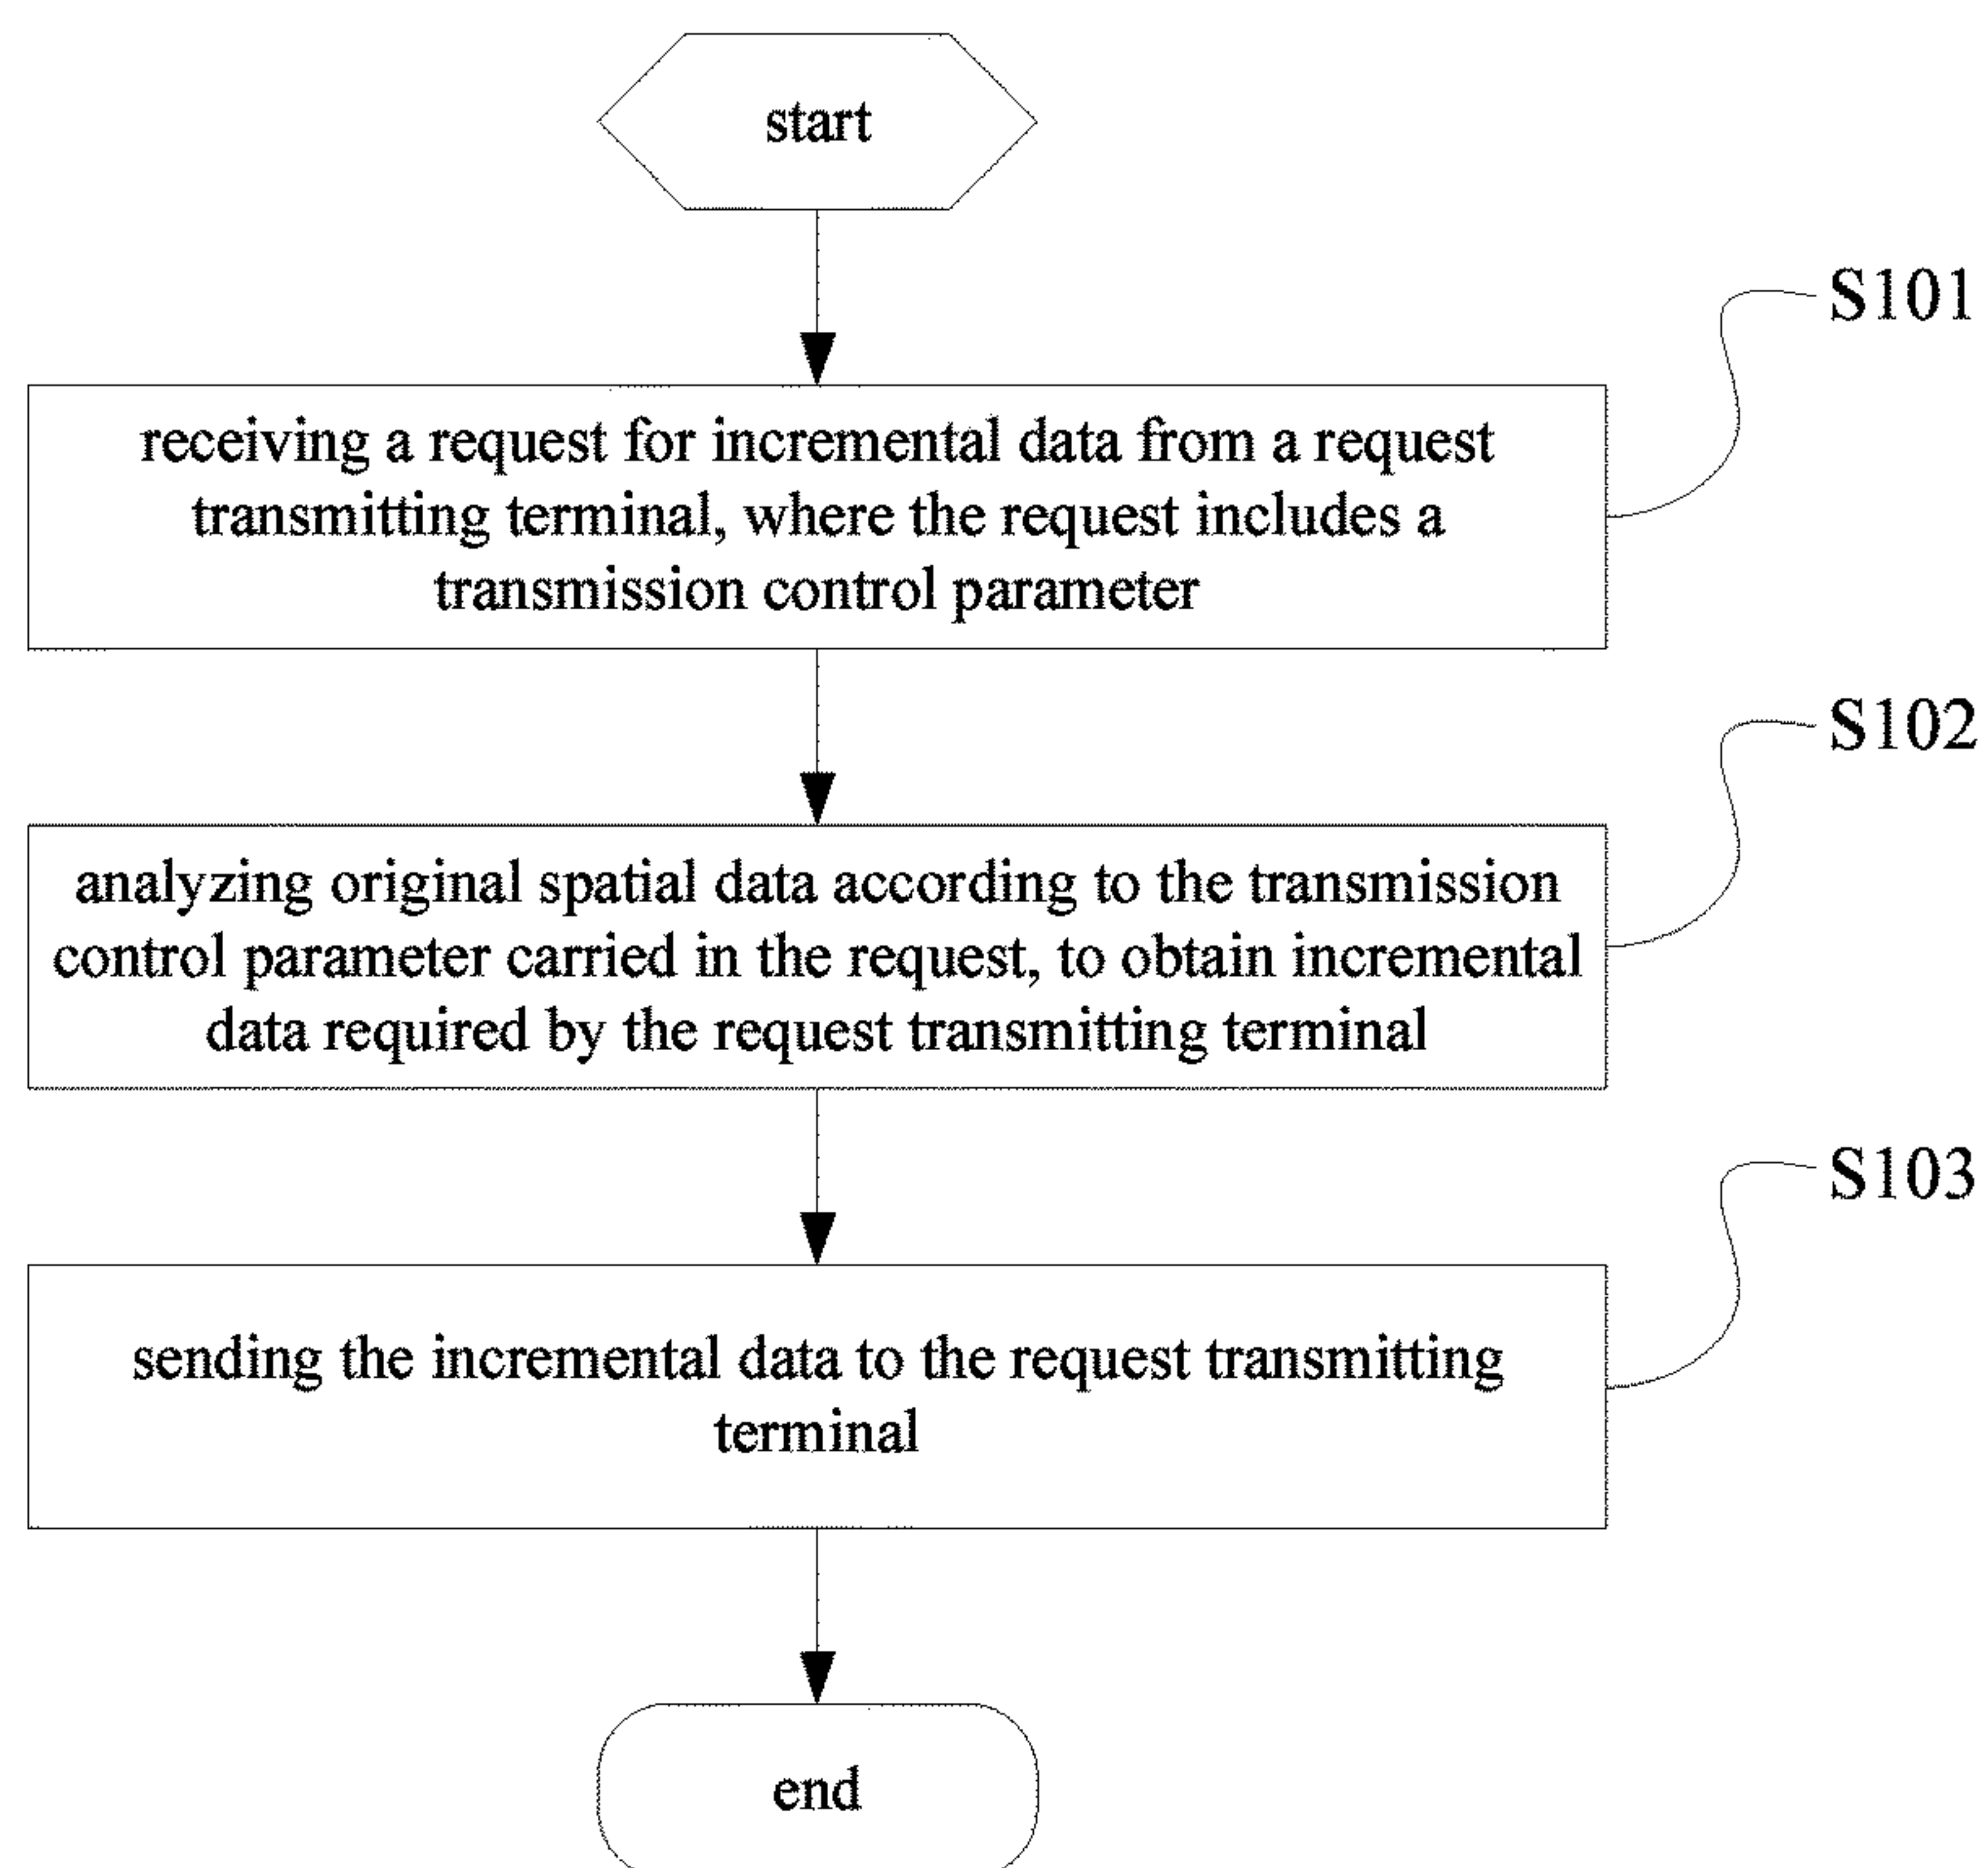 start
S101
receiving a request for incremental data from a request
transmitting terminal, where the request includes a
transmission control parameter
S102
analyzing original spatial data according to the transmission
control parameter carried in the request, to obtain incremental
data required by the request transmitting terminal
S103
sending the incremental data to the request transmitting
terminal
end